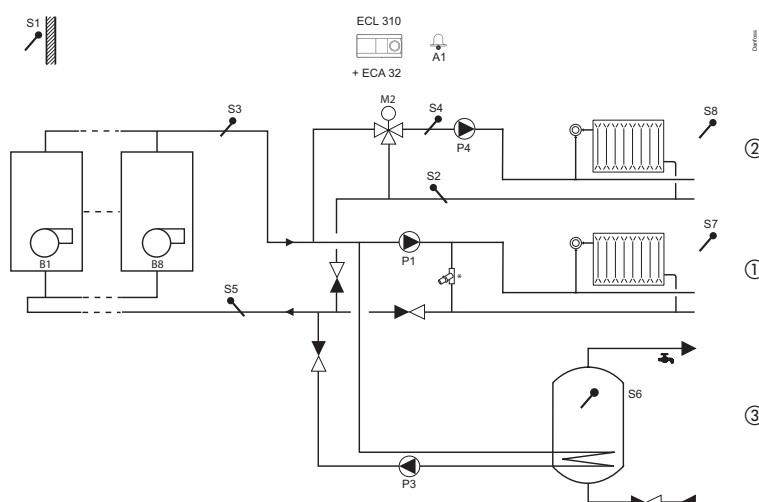 ECL 310
S1
A1
+ ECA 32
Danfoss
M2
S3
S4
S8
P4
2
S2
S7
B1
B8
P1
*
1
S5
S6
3
P3